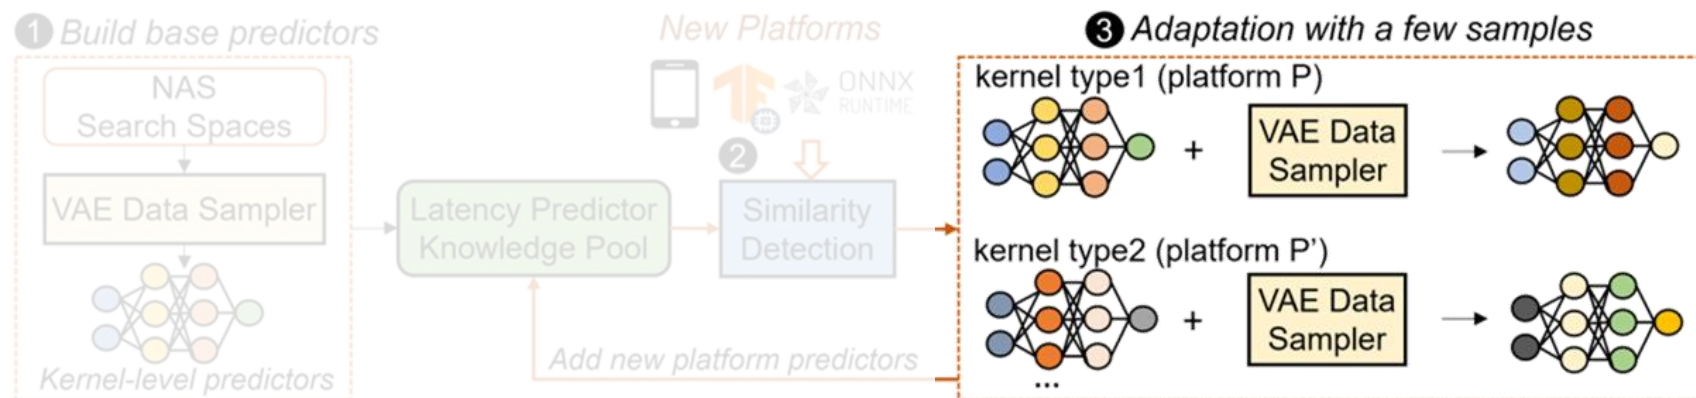 1 Build base predictors
NAS
Search Spaces
VAE Data Sampler
Kernel-level predictors
Latency Predictor
Knowledge Pool
New Platforms
ONNX
RUNTIME
2
Similarity
Detection
Add new platform predictors
3 Adaptation with a few samples
kernel type1 (platform P)
+
VAE Data
Sampler
kernel type2 (platform P’)
+
VAE Data
Sampler
...